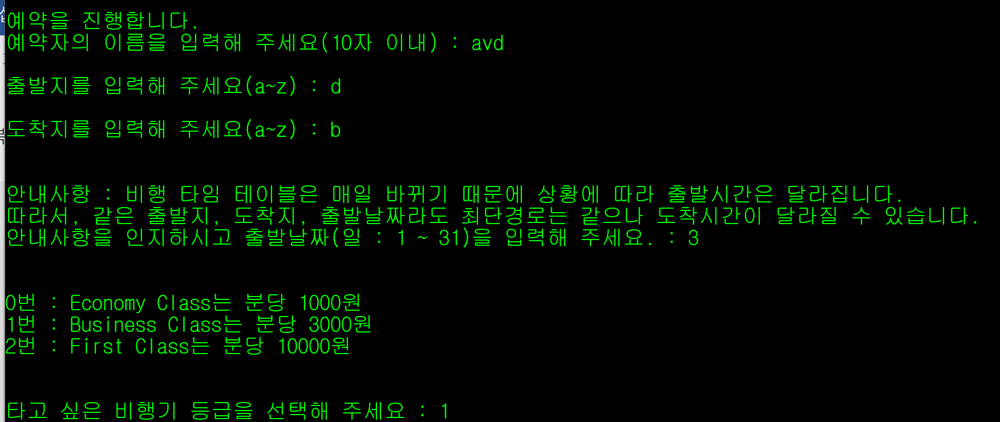 예약을 진행합니다.
예약자의 이름을 입력해 주세요(10자 이내) : avd
출발지를 입력해 주세요(a~z) : d
도착지를 입력해 주세요(a~z) : b
안내사항 : 비행 타임 테이블은 매일 바뀌기 때문에 상황에 따라 출발시간은 달라집니다.
따라서, 같은 출발지, 도착지, 출발날짜라도 최단경로는 같으나 도착시간이 달라질 수 있습니다.
안내사항을 인지하시고 출발날짜(일 : 1 ~ 31)을 입력해 주세요. : 3
0번 : Economy Class는 분당 1000원
1번 : Business Class는 분당 3000원
2번 : First Class는 분당 10000원
타고 싶은 비행기 등급을 선택해 주세요 : 1